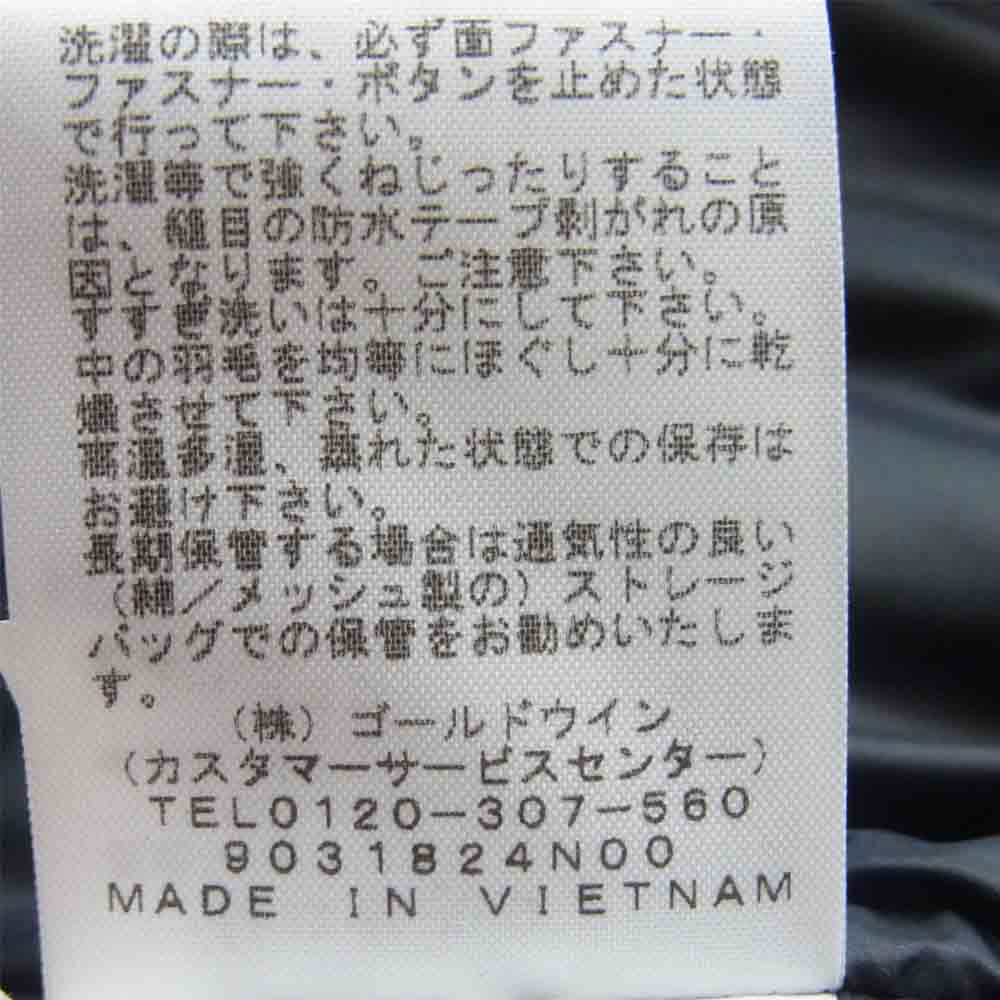 洗濯の際は、必ず面ファスナー・
ファスナー・ボタンを止めた状態
で行って下さい。
洗濯等で強くねじったりすること
は、縫目の防水テープ剥がれの原
因となります。ご注意下さい。
すすぎ洗いは十分にして下さい。
中の羽毛を均等にほぐし十分に乾
燥させて下さい。
高温多湿、蒸れた状態での保存は
お避け下さい。
長期保管する場合は通気性の良い
（綿／メッシュ製の）ストレージ
バッグでの保管をお勧めいたしま
す。
（株）ゴールドウイン
（カスタマーサービスセンター）
TEL0120-307-560
9031824N00
MADE IN VIETNAM